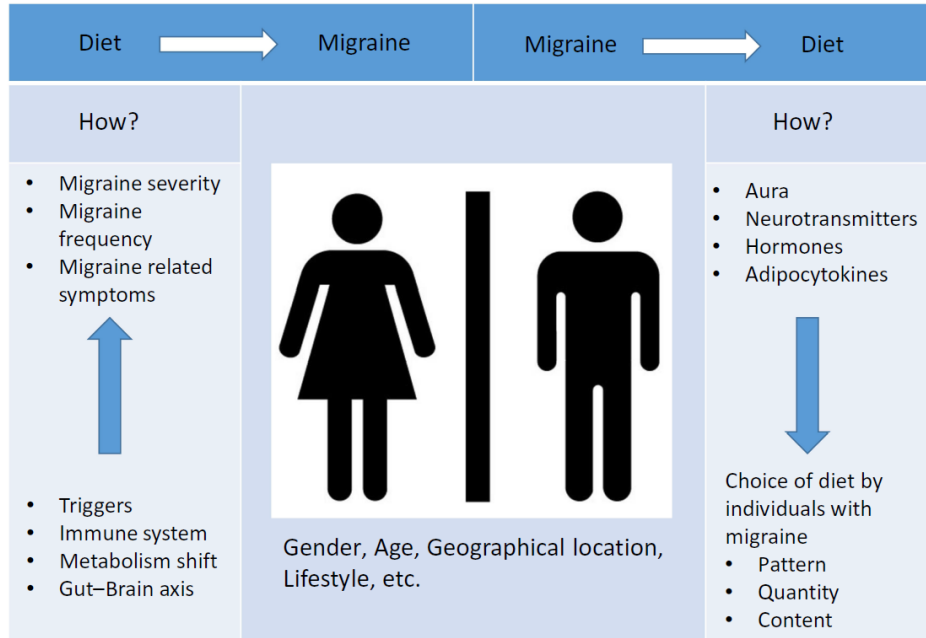 Diet
Migraine
Migraine
Diet
How?
• Migraine severity
• Migraine
frequency
• Migraine related
symptoms
• Triggers
• Immune system
• Metabolism shift
• Gut–Brain axis
Gender, Age, Geographical location,
Lifestyle, etc.
How?
• Aura
• Neurotransmitters
• Hormones
• Adipocytokines
Choice of diet by
individuals with
migraine
• Pattern
• Quantity
• Content